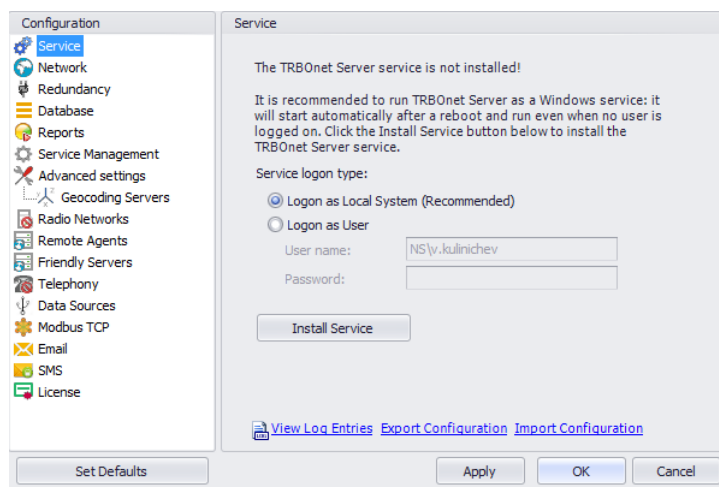 Configuration
Service
Network
Redundancy
Database
Reports
Service Management
Advanced settings
Geocoding Servers
Radio Networks
Remote Agents
Friendly Servers
Telephony
Data Sources
Modbus TCP
Email
SMS
License
Service
The TRBOnet Server service is not installed!
It is recommended to run TRBOnet Server as a Windows service: it
will start automatically after a reboot and run even when no user is
logged on. Click the Install Service button below to install the
TRBOnet Server service.
Service logon type:
Logon as Local System (Recommended)
Logon as User
User name: NS\v.kulinichev
Password:
Install Service
View Log Entries Export Configuration Import Configuration
Set Defaults Apply OK Cancel